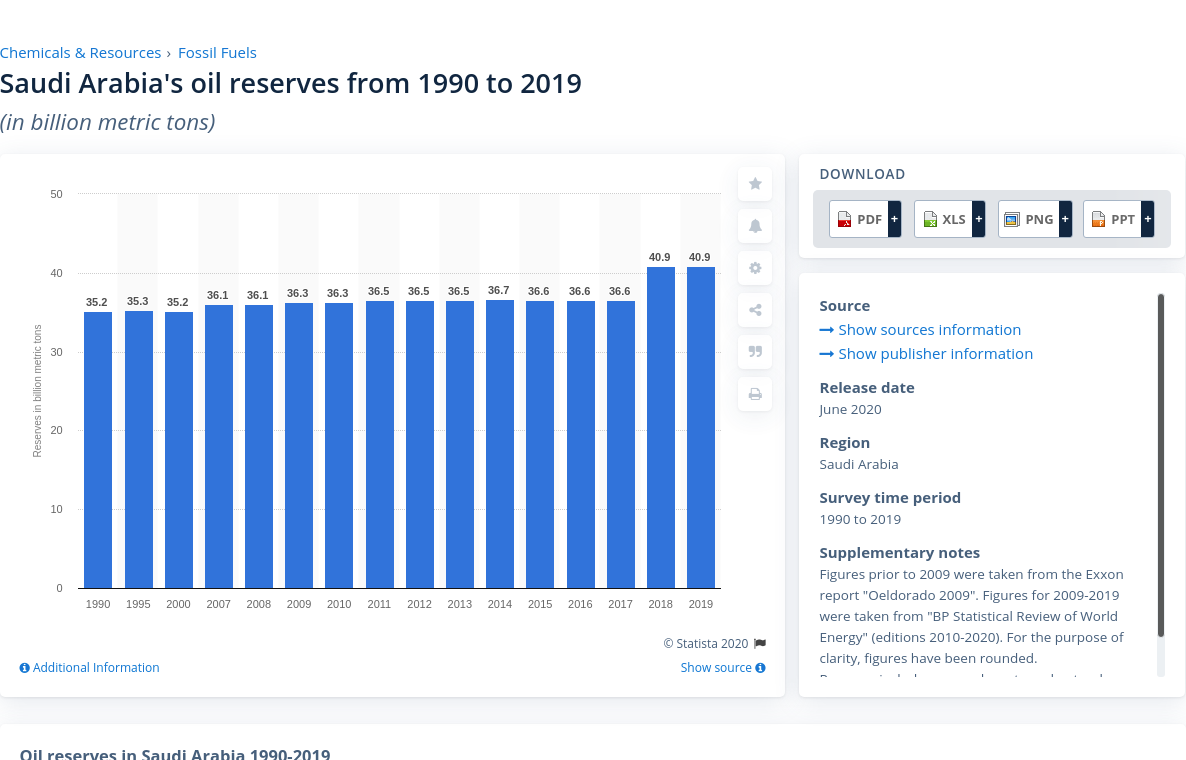 Chemicals & Resources › Fossil Fuels
Saudi Arabia's oil reserves from 1990 to 2019
(in billion metric tons)
50
40
30
20
10
0
Reserves in billion metric tons
35.2 35.3 35.2 36.1 36.1 36.3 36.3 36.5 36.5 36.5 36.7 36.6 36.6 36.6 40.9 40.9
1990 1995 2000 2007 2008 2009 2010 2011 2012 2013 2014 2015 2016 2017 2018 2019
© Statista 2020
Additional Information
Show source
DOWNLOAD
PDF + XLS + PNG + PPT +
Source
Show sources information
Show publisher information
Release date
June 2020
Region
Saudi Arabia
Survey time period
1990 to 2019
Supplementary notes
Figures prior to 2009 were taken from the Exxon
report "Oeldorado 2009". Figures for 2009-2019
were taken from "BP Statistical Review of World
Energy" (editions 2010-2020). For the purpose of
clarity, figures have been rounded.
Oil reserves in Saudi Arabia 1990-2019